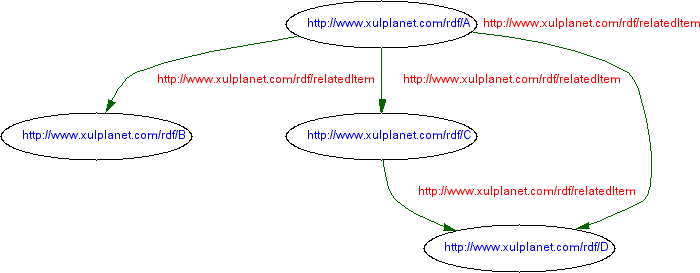 http://www.xulplanet.com/rdf/A
http://www.xulplanet.com/rdf/relatedItem
http://www.xulplanet.com/rdf/relatedItem
http://www.xulplanet.com/rdf/relatedItem
http://www.xulplanet.com/rdf/B
http://www.xulplanet.com/rdf/C
http://www.xulplanet.com/rdf/relatedItem
http://www.xulplanet.com/rdf/D